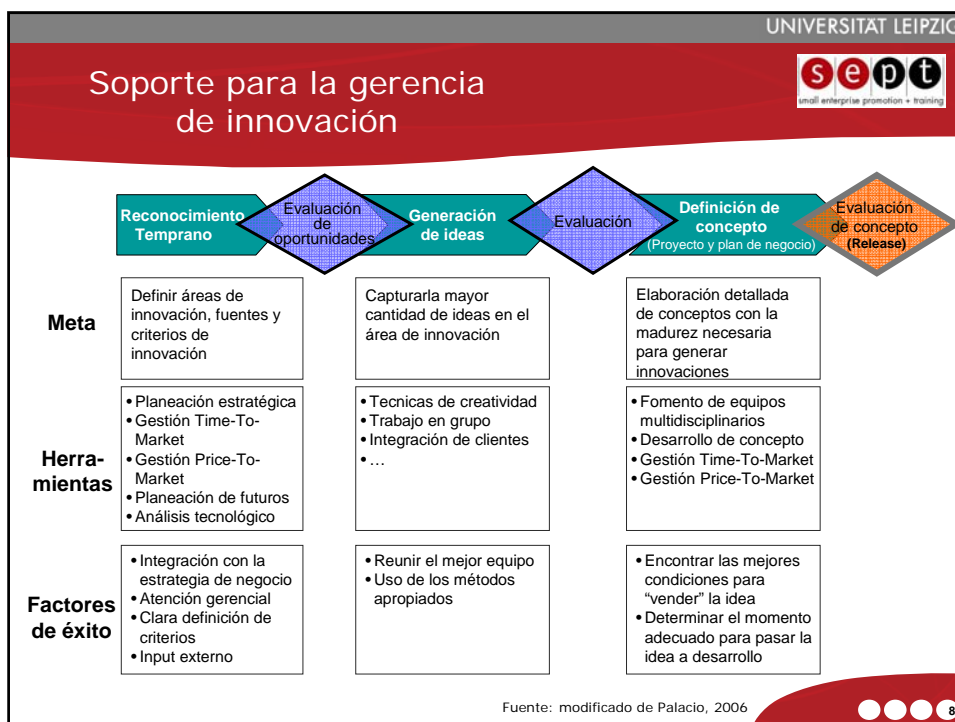 UNIVERSITÄT LEIPZIG
Soporte para la gerencia
de innovación
sept
small enterprise promotion + training
Reconocimiento
Temprano
Evaluación
de
oportunidades
Generación
de ideas
Evaluación
Definición de
concepto
(Proyecto y plan de negocio)
Evaluación
de concepto
(Release)
Meta
Definir áreas de
innovación, fuentes y
criterios de
innovación
Capturarla mayor
cantidad de ideas en el
área de innovación
Elaboración detallada
de conceptos con la
madurez necesaria
para generar
innovaciones
Herra-
mientas
• Planeación estratégica
• Gestión Time-To-
Market
• Gestión Price-To-
Market
• Planeación de futuros
• Análisis tecnológico
• Tecnicas de creatividad
• Trabajo en grupo
• Integración de clientes
• …
• Fomento de equipos
multidisciplinarios
• Desarrollo de concepto
• Gestión Time-To-Market
• Gestión Price-To-Market
Factores
de éxito
• Integración con la
estrategia de negocio
• Atención gerencial
• Clara definición de
criterios
• Input externo
• Reunir el mejor equipo
• Uso de los métodos
apropiados
• Encontrar las mejores
condiciones para
“vender” la idea
• Determinar el momento
adecuado para pasar la
idea a desarrollo
Fuente: modificado de Palacio, 2006
8